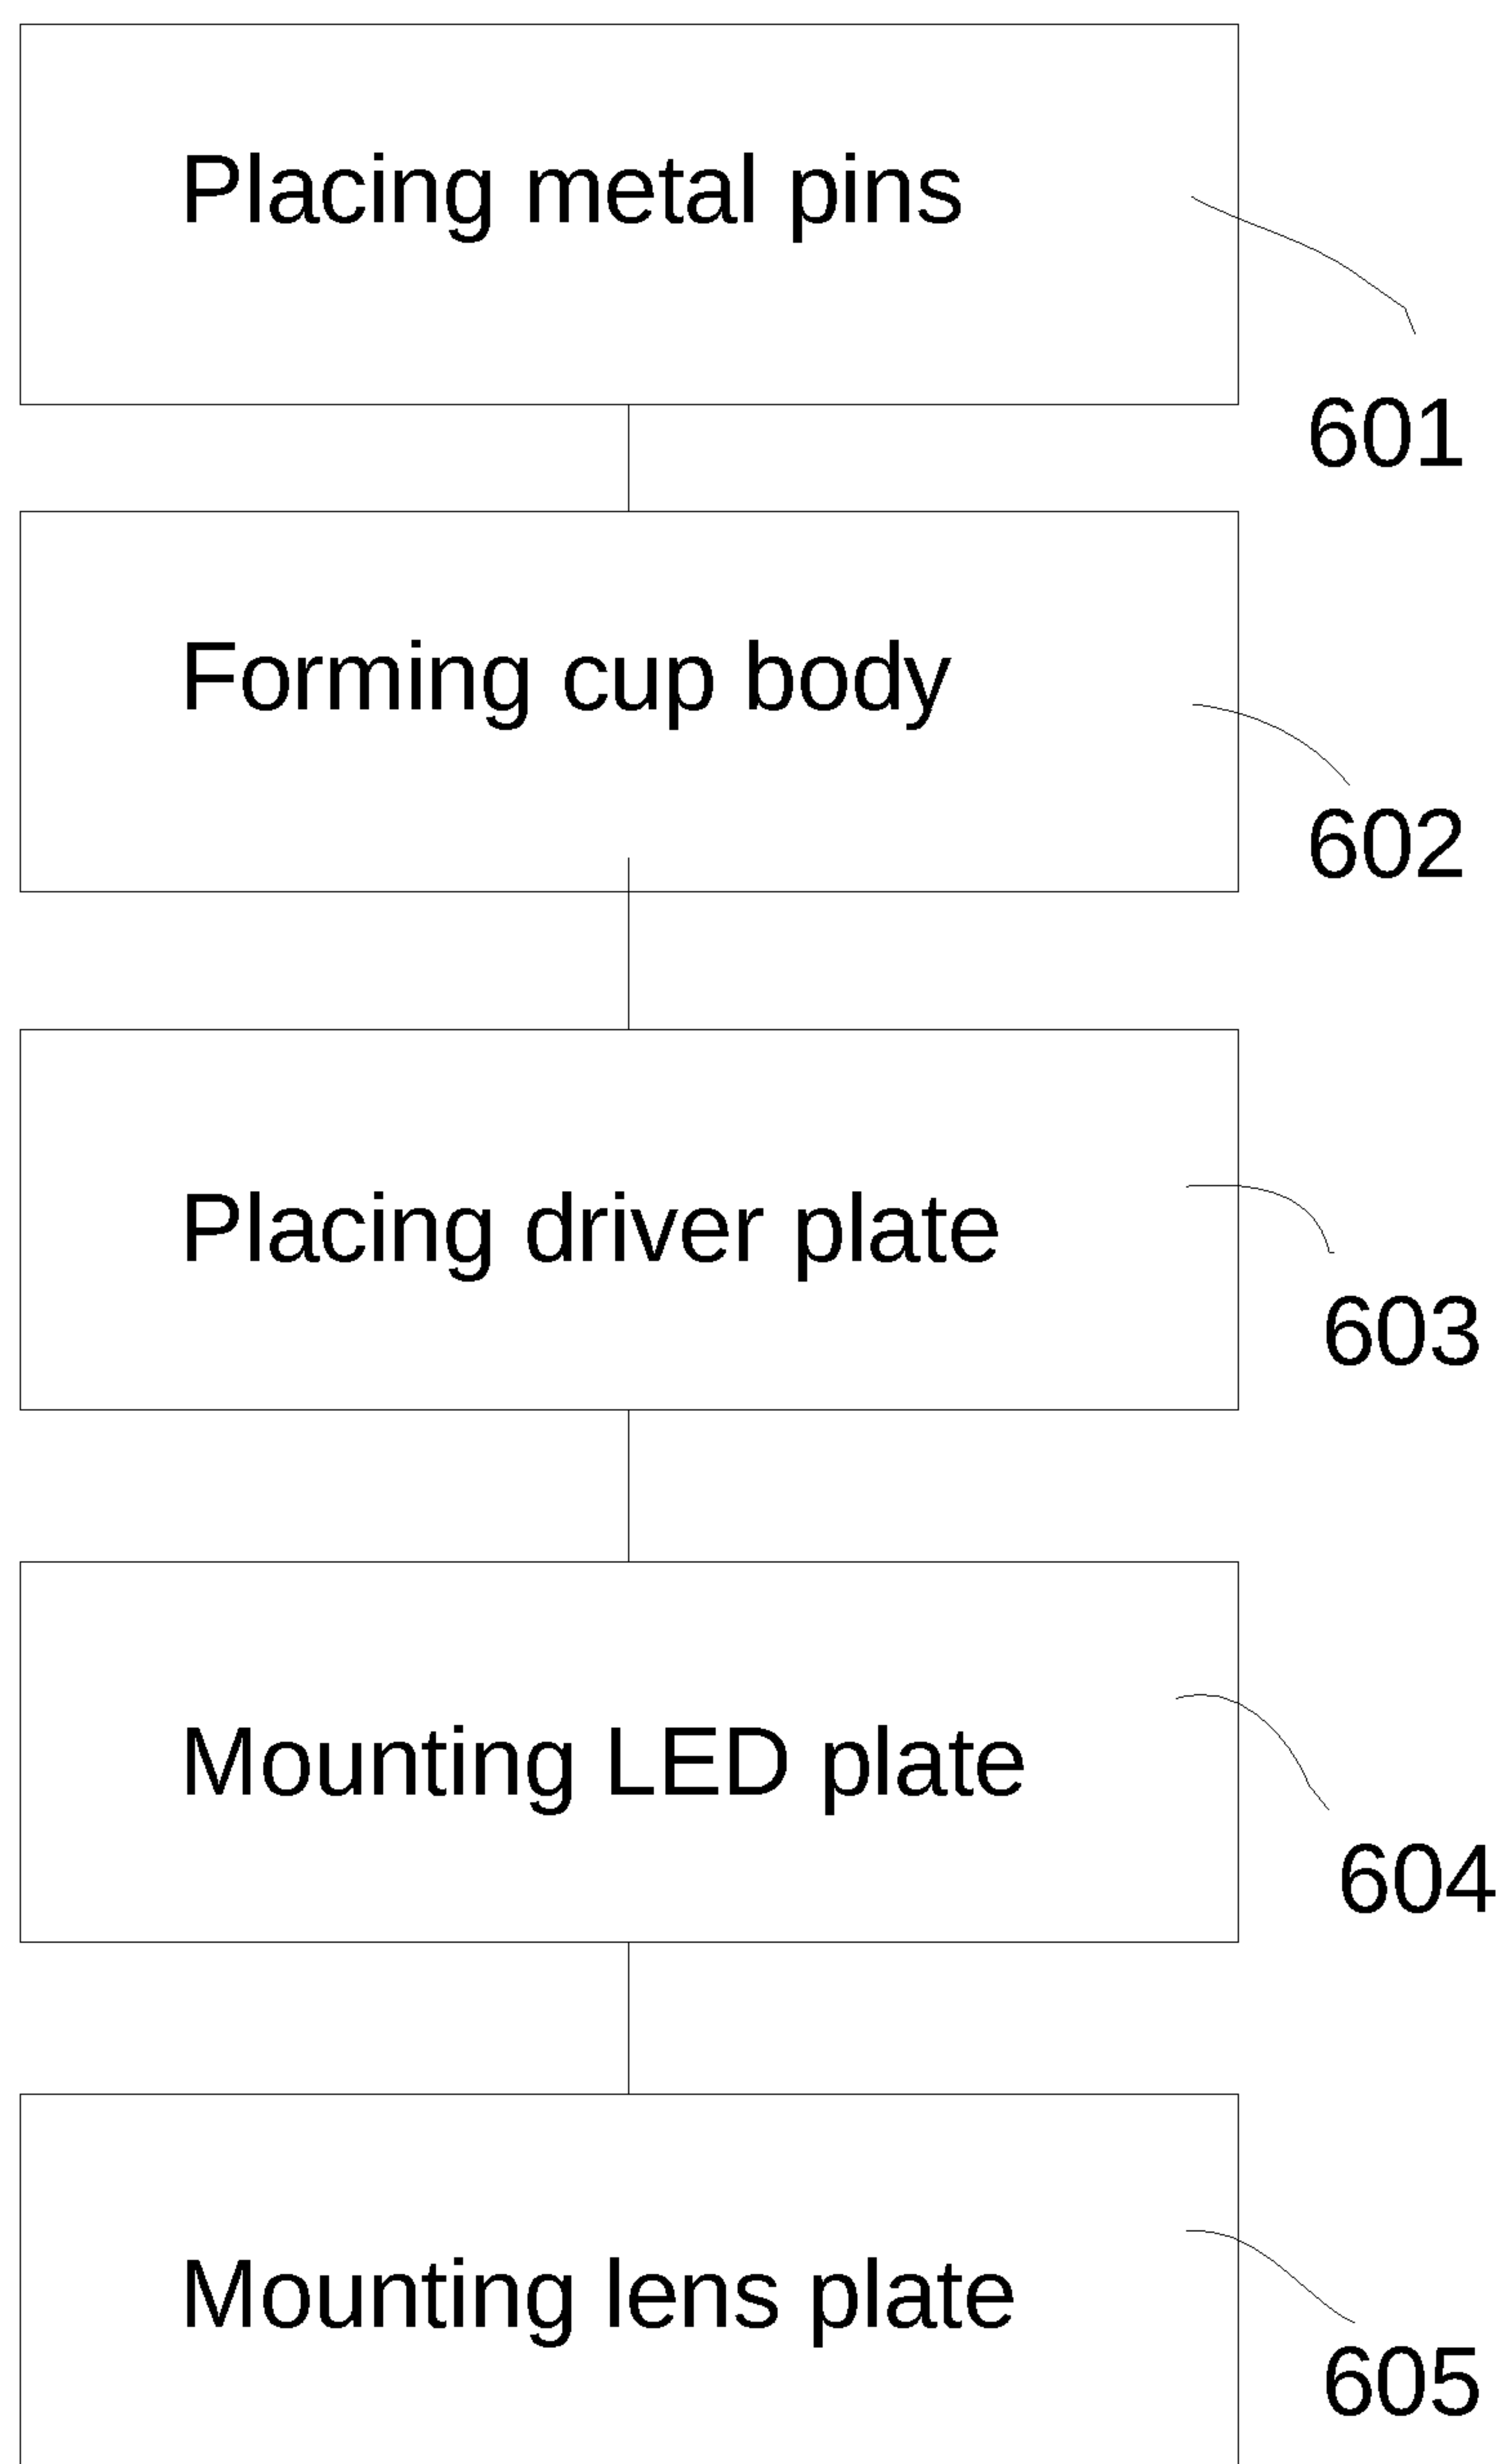 Placing metal pins
601
Forming cup body
602
Placing driver plate
603
Mounting LED plate
604
Mounting lens plate
605